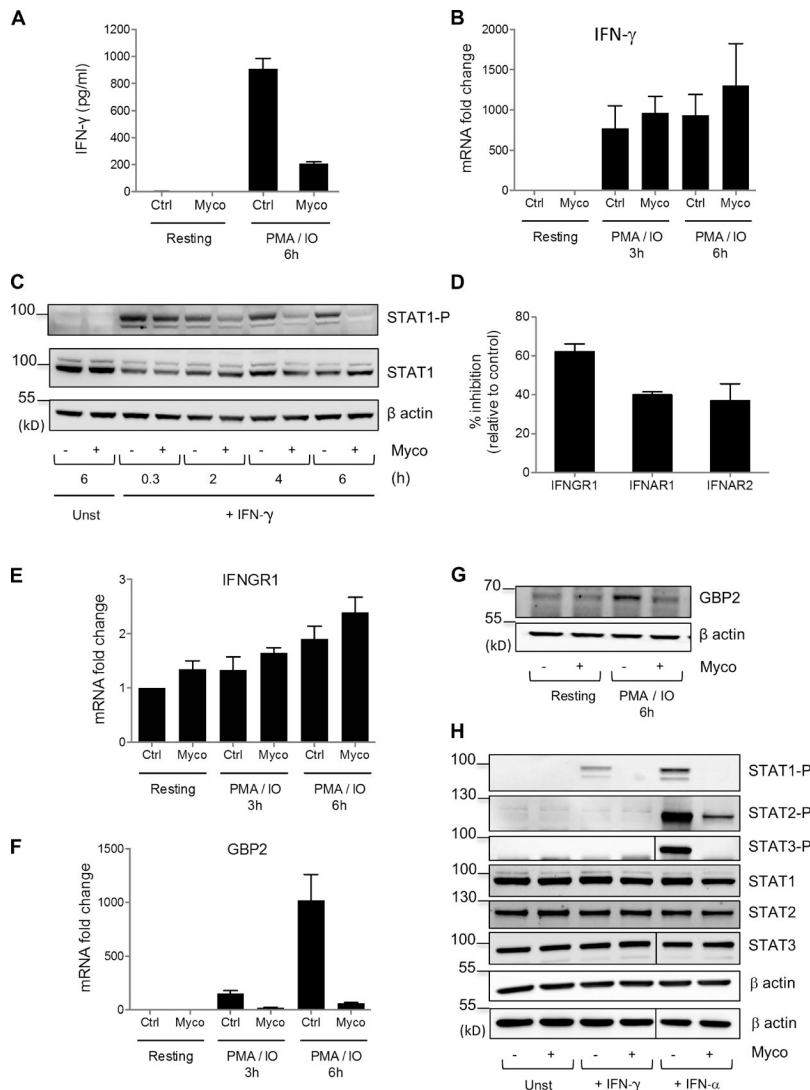 A
IFN-γ (pg/ml)
1200
1000
800
600
400
200
0
Ctrl Myco Ctrl Myco
Resting PMA / IO
6h
B
IFN-γ
mRNA fold change
2000
1500
1000
500
0
Ctrl Myco Ctrl Myco Ctrl Myco
Resting PMA / IO PMA / IO
3h 6h
C
100 STAT1-P
100 STAT1
55 β actin
(kD)
- + - + - + - + - + Myco
6 0.3 2 4 6 (h)
Unst + IFN-γ
D
% inhibition
(relative to control)
80
60
40
20
0
IFNGR1 IFNAR1 IFNAR2
E
IFNGR1
mRNA fold change
3
2
1
0
Ctrl Myco Ctrl Myco Ctrl Myco
Resting PMA / IO PMA / IO
3h 6h
F
GBP2
mRNA fold change
1500
1000
500
0
Ctrl Myco Ctrl Myco Ctrl Myco
Resting PMA / IO PMA / IO
3h 6h
G
70 GBP2
55 β actin
(kD)
- + - + Myco
Resting PMA / IO
6h
H
100 STAT1-P
130 STAT2-P
100 STAT3-P
100 STAT1
130 STAT2
100 STAT3
55 β actin
55 β actin
(kD)
- + - + - + Myco
Unst + IFN-γ + IFN-α